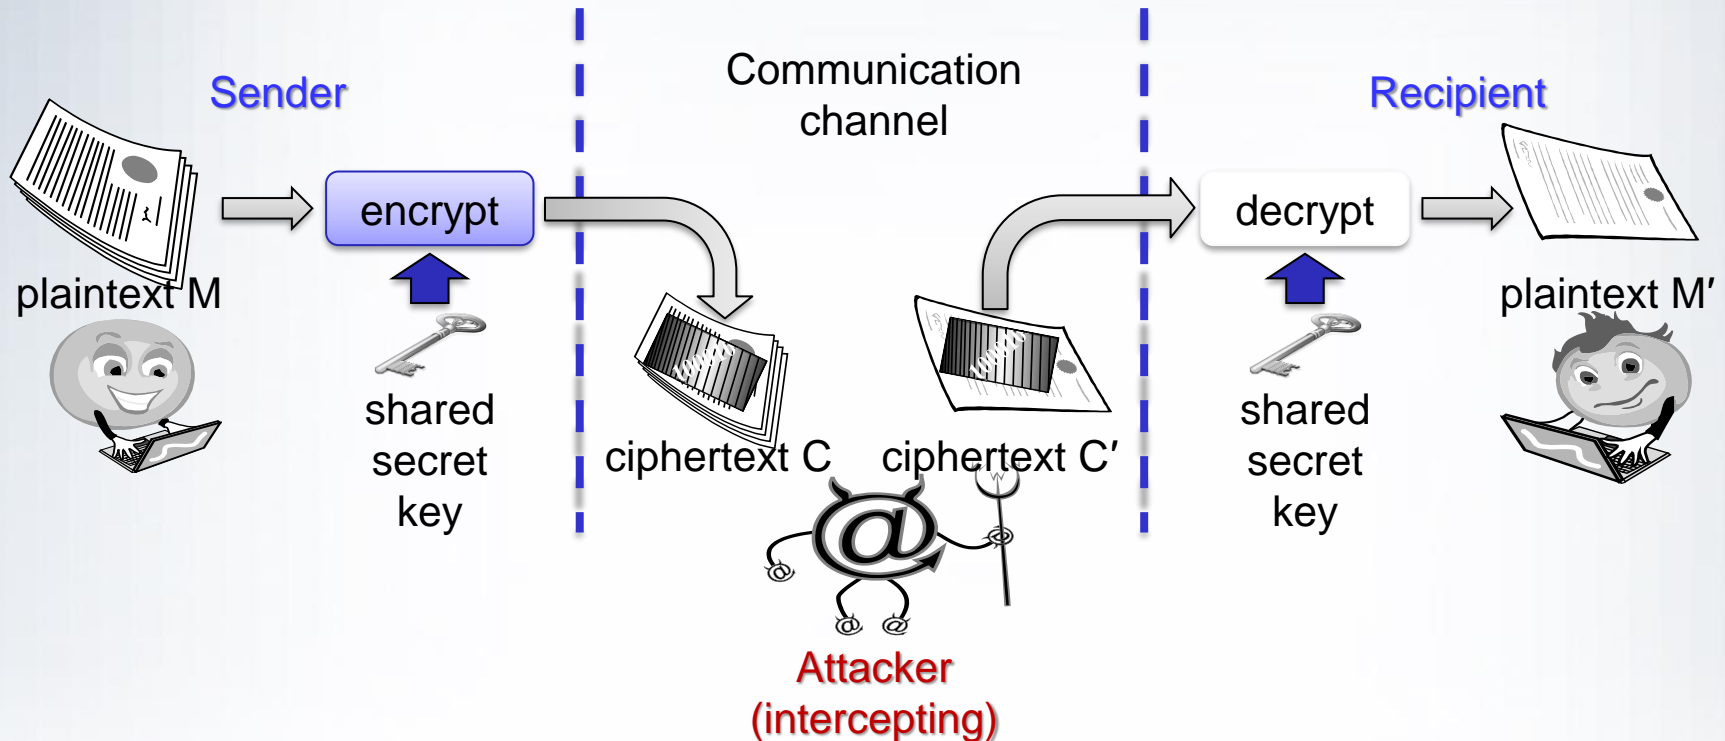 Sender
Communication
channel
Recipient
encrypt
decrypt
plaintext M
shared
secret
key
ciphertext C
ciphertext C′
shared
secret
key
plaintext M′
@
@
@
@
@
W
Attacker
(intercepting)